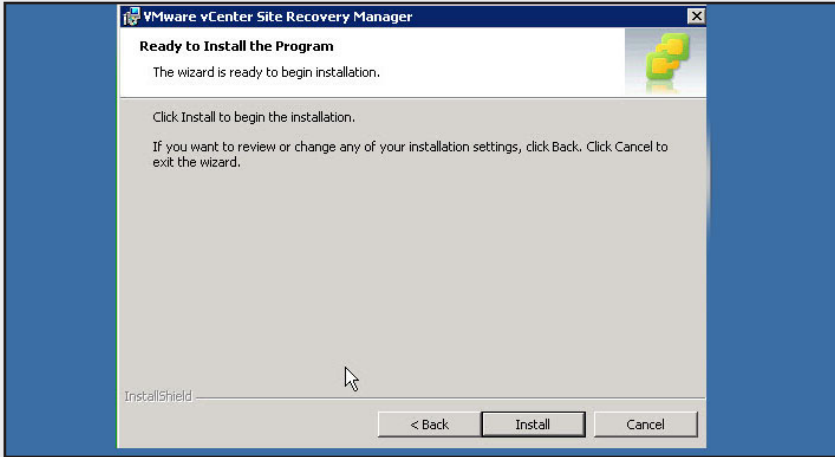 VMware vCenter Site Recovery Manager
Ready to Install the Program
The wizard is ready to begin installation.
Click Install to begin the installation.
If you want to review or change any of your installation settings, click Back. Click Cancel to
exit the wizard.
InstallShield
< Back Install Cancel